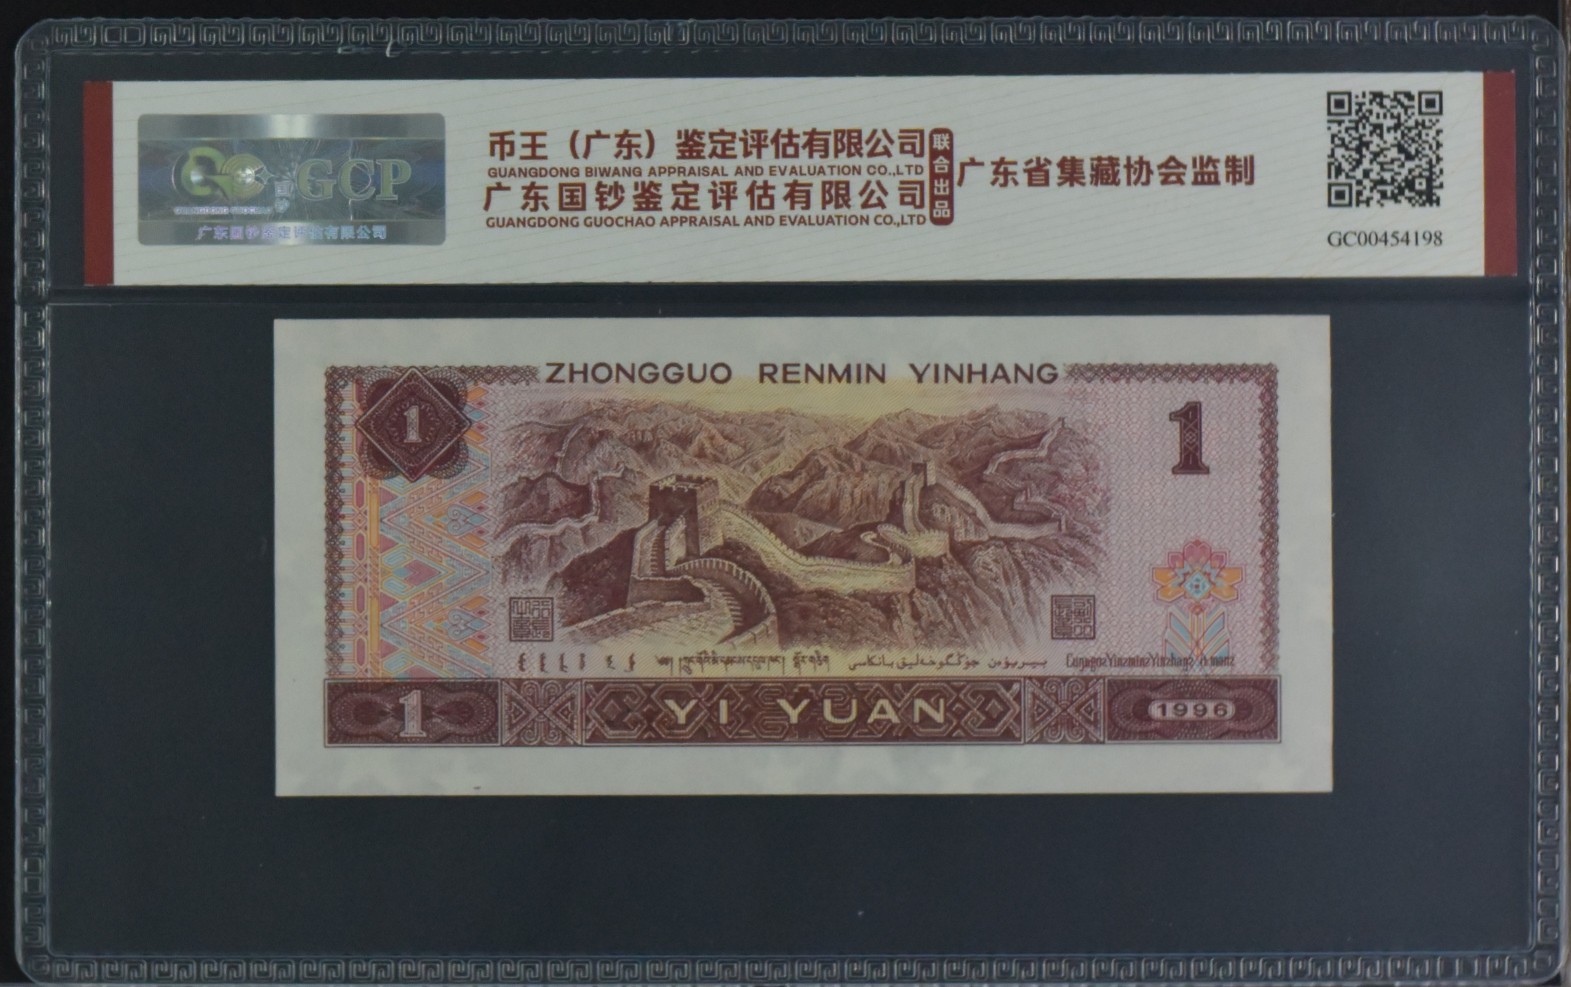 GCP
广东国钞鉴定评估有限公司
币王（广东）鉴定评估有限公司
GUANGDONG BIWANG APPRAISAL AND EVALUATION CO.,LTD
广东国钞鉴定评估有限公司
GUANGDONG GUOCHAO APPRAISAL AND EVALUATION CO.,LTD
联合出品
广东省集藏协会监制
GC00454198
ZHONGGUO RENMIN YINHANG
1
1
جۇڭگوخەلىق بانكاسى
1
YI YUAN
1996